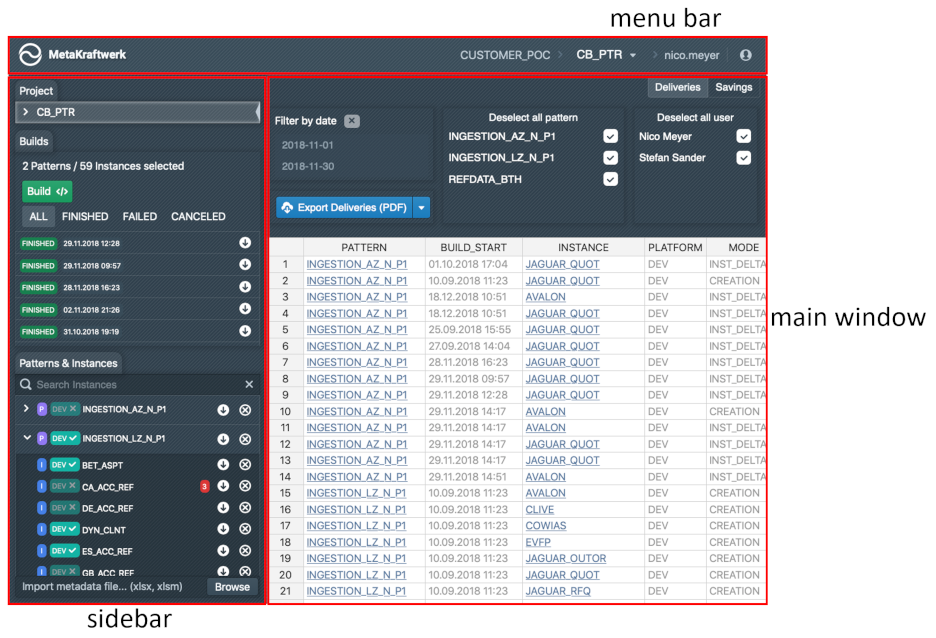 menu bar
MetaKraftwerk
CUSTOMER_POC > CB_PTR > nico.meyer
Project
> CB_PTR
Builds
2 Patterns / 59 Instances selected
Build </>
ALL FINISHED FAILED CANCELED
FINISHED 29.11.2018 12:28
FINISHED 29.11.2018 09:57
FINISHED 28.11.2018 16:23
FINISHED 02.11.2018 21:26
FINISHED 31.10.2018 19:19
Patterns & Instances
Search Instances
P DEV INGESTION_AZ_N_P1
P DEV INGESTION_LZ_N_P1
I DEV BET_ASPT
I DEV CA_ACC_REF 3
I DEV DE_ACC_REF
I DEV DYN_CLNT
I DEV ES_ACC_REF
I DEV GB_ACC_REF
Import metadata file... (xlsx, xlsm) Browse
sidebar
Deliveries Savings
Filter by date
2018-11-01
2018-11-30
Export Deliveries (PDF)
Deselect all pattern
INGESTION_AZ_N_P1
INGESTION_LZ_N_P1
REFDATA_BTH
Deselect all user
Nico Meyer
Stefan Sander
PATTERN BUILD_START INSTANCE PLATFORM MODE
1 INGESTION_AZ_N_P1 01.10.2018 17:04 JAGUAR_QUOT DEV INST_DELTA
2 INGESTION_AZ_N_P1 10.09.2018 11:23 JAGUAR_QUOT DEV CREATION
3 INGESTION_AZ_N_P1 18.12.2018 10:51 AVALON DEV INST_DELTA
4 INGESTION_AZ_N_P1 18.12.2018 10:51 JAGUAR_QUOT DEV INST_DELTA
5 INGESTION_AZ_N_P1 25.09.2018 15:55 JAGUAR_QUOT DEV INST_DELTA
6 INGESTION_AZ_N_P1 27.09.2018 14:04 JAGUAR_QUOT DEV INST_DELTA
7 INGESTION_AZ_N_P1 28.11.2018 16:23 JAGUAR_QUOT DEV INST_DELTA
8 INGESTION_AZ_N_P1 29.11.2018 09:57 JAGUAR_QUOT DEV INST_DELTA
9 INGESTION_AZ_N_P1 29.11.2018 12:28 JAGUAR_QUOT DEV INST_DELTA
10 INGESTION_AZ_N_P1 29.11.2018 14:17 AVALON DEV CREATION
11 INGESTION_AZ_N_P1 29.11.2018 14:17 AVALON DEV INST_DELTA
12 INGESTION_AZ_N_P1 29.11.2018 14:17 JAGUAR_QUOT DEV INST_DELTA
13 INGESTION_AZ_N_P1 29.11.2018 14:17 JAGUAR_QUOT DEV INST_DELTA
14 INGESTION_AZ_N_P1 29.11.2018 14:51 AVALON DEV INST_DELTA
15 INGESTION_LZ_N_P1 10.09.2018 11:23 AVALON DEV CREATION
16 INGESTION_LZ_N_P1 10.09.2018 11:23 CLIVE DEV CREATION
17 INGESTION_LZ_N_P1 10.09.2018 11:23 COWIAS DEV CREATION
18 INGESTION_LZ_N_P1 10.09.2018 11:23 EVFP DEV CREATION
19 INGESTION_LZ_N_P1 10.09.2018 11:23 JAGUAR_OUTOR DEV CREATION
20 INGESTION_LZ_N_P1 10.09.2018 11:23 JAGUAR_QUOT DEV CREATION
21 INGESTION_LZ_N_P1 10.09.2018 11:23 JAGUAR_RFQ DEV CREATION
main window